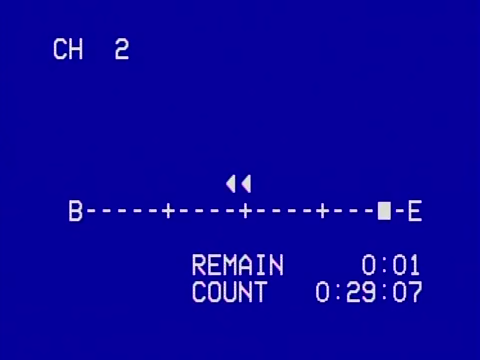 CH 2
B-----+----+----+---■-E
REMAIN 0:01
COUNT 0:29:07